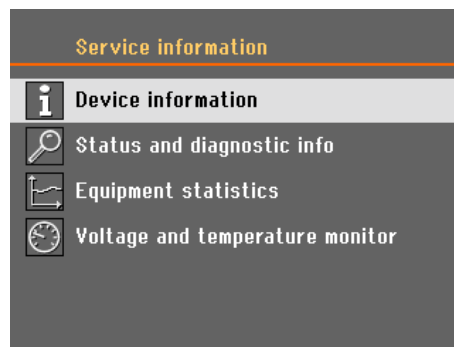 Service information
Device information
Status and diagnostic info
Equipment statistics
Voltage and temperature monitor